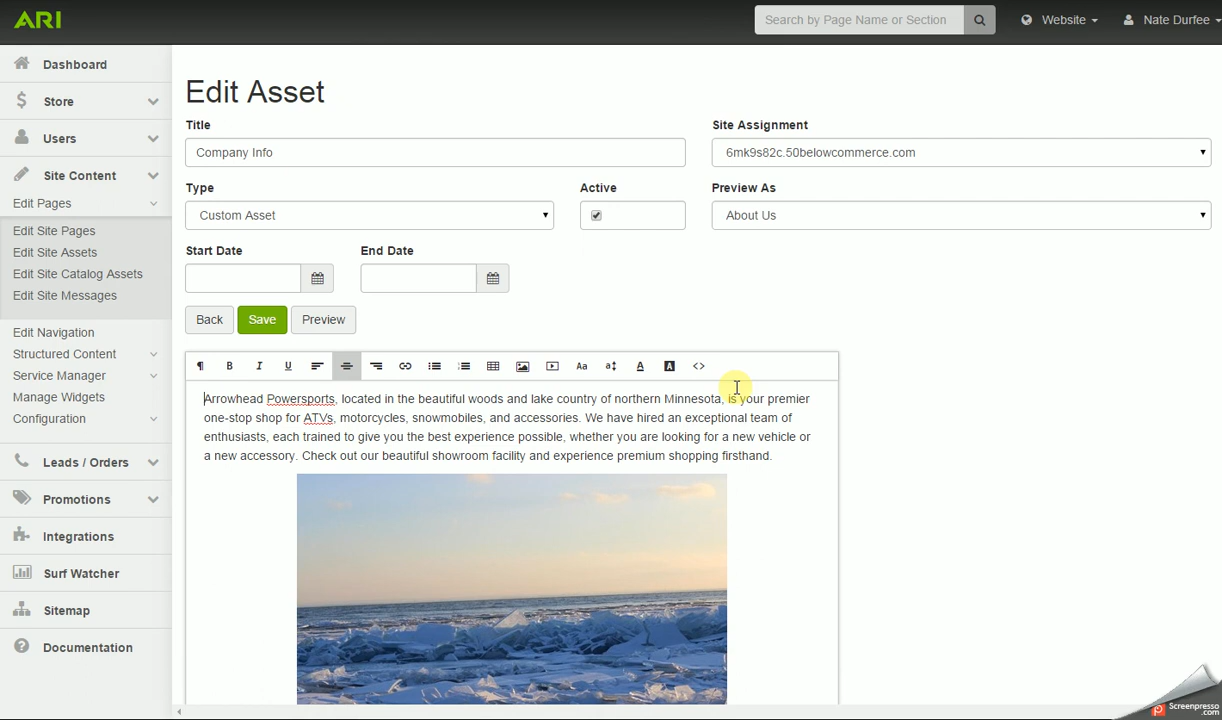 ARI
Search by Page Name or Section
Website
Nate Durfee
Dashboard
Store
Users
Site Content
Edit Pages
Edit Site Pages
Edit Site Assets
Edit Site Catalog Assets
Edit Site Messages
Edit Navigation
Structured Content
Service Manager
Manage Widgets
Configuration
Leads / Orders
Promotions
Integrations
Surf Watcher
Sitemap
Documentation
Edit Asset
Title
Site Assignment
Company Info
6mk9s82c.50belowcommerce.com
Type
Active
Preview As
Custom Asset
About Us
Start Date
End Date
Back
Save
Preview
¶ B I U Aa A A <>
Arrowhead Powersports, located in the beautiful woods and lake country of northern Minnesota, is your premier
one-stop shop for ATVs, motorcycles, snowmobiles, and accessories. We have hired an exceptional team of
enthusiasts, each trained to give you the best experience possible, whether you are looking for a new vehicle or
a new accessory. Check out our beautiful showroom facility and experience premium shopping firsthand.
Screenpresso
.com